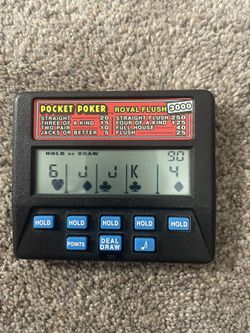 POCKET POKER ROYAL FLUSH 3000
STRAIGHT 20 STRAIGHT FLUSH 250
THREE OF A KIND 15 FOUR OF A KIND 125
TWO PAIR 10 FULL HOUSE 40
JACKS OR BETTER 5 FLUSH 25
HOLD OR DRAW 30
6 J J K 4
HOLD HOLD HOLD HOLD HOLD
POINTS DEAL
DRAW